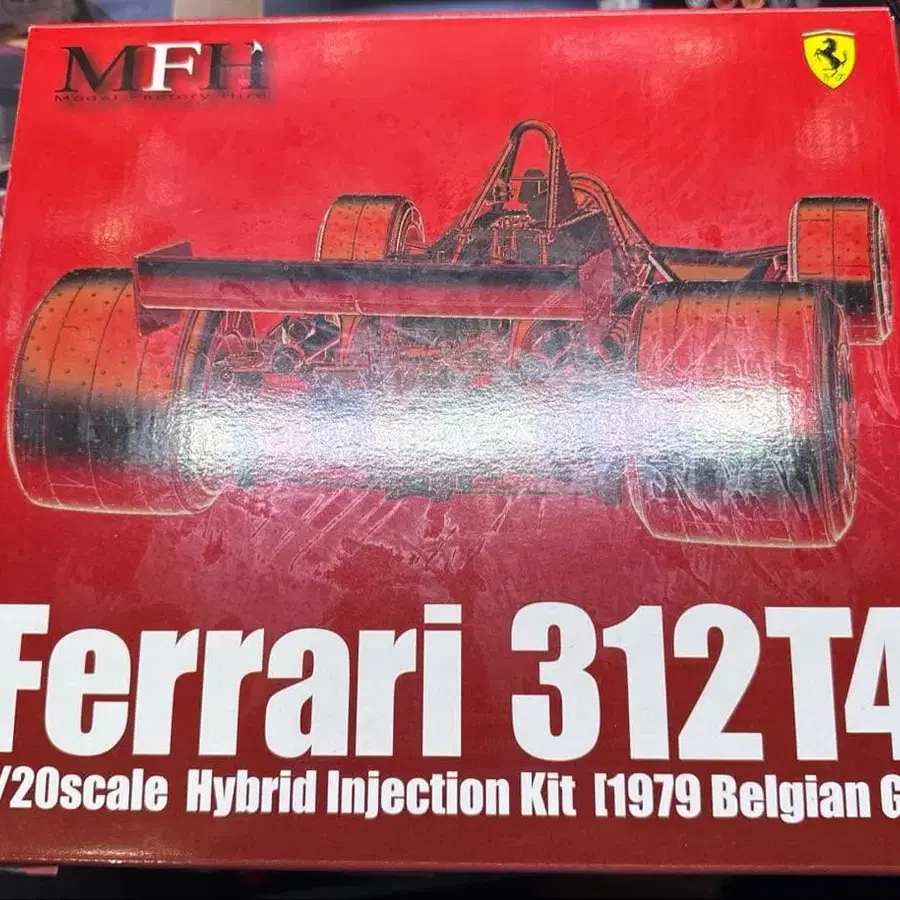 MFH
Model Factory Hiro
Ferrari 312T4
/20scale Hybrid Injection Kit [1979 Belgian G